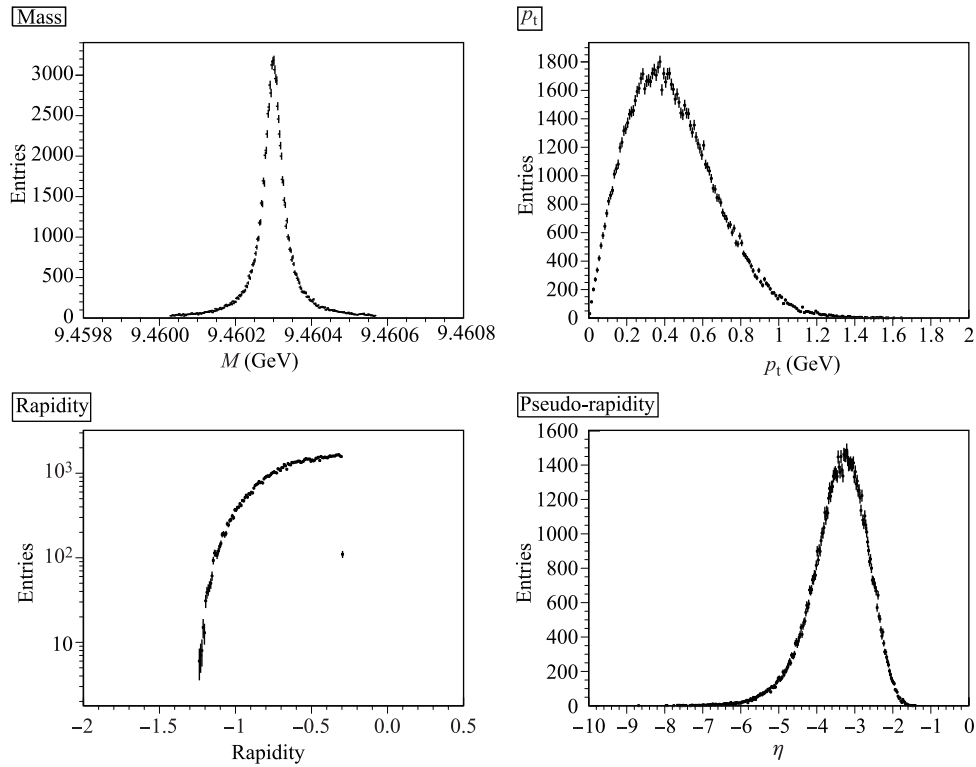 Mass
3000
2500
2000
1500
1000
500
0
Entries
9.4598 9.4600 9.4602 9.4604 9.4606 9.4608
M (GeV)
pt
1800
1600
1400
1200
1000
800
600
400
200
0
Entries
0 0.2 0.4 0.6 0.8 1 1.2 1.4 1.6 1.8 2
pt (GeV)
Rapidity
10³
10²
10
Entries
−2 −1.5 −1.0 −0.5 0 0.5
Rapidity
Pseudo-rapidity
1600
1400
1200
1000
800
600
400
200
0
Entries
−10 −9 −8 −7 −6 −5 −4 −3 −2 −1 0
η